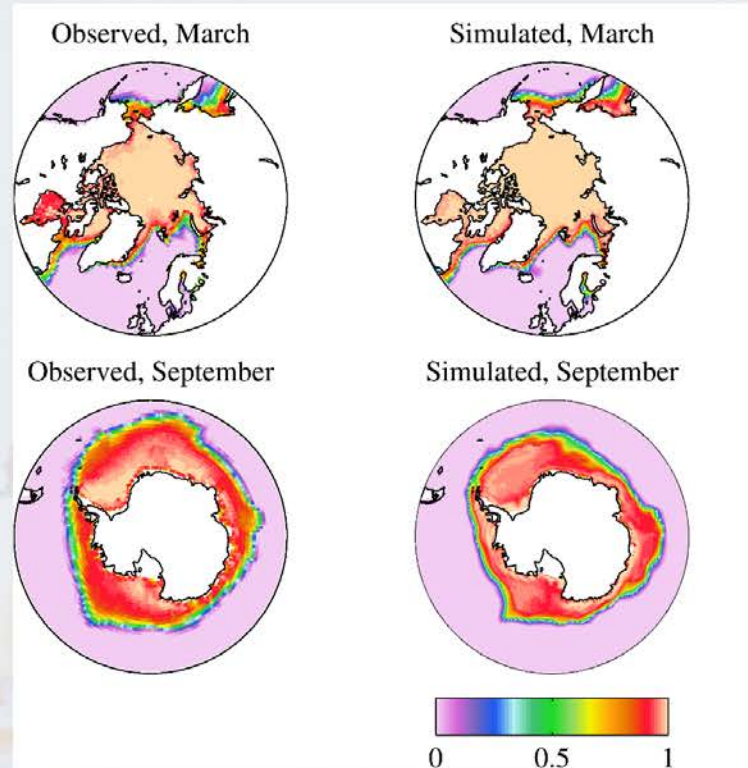 Observed, March
Simulated, March
Observed, September
Simulated, September
0 0.5 1